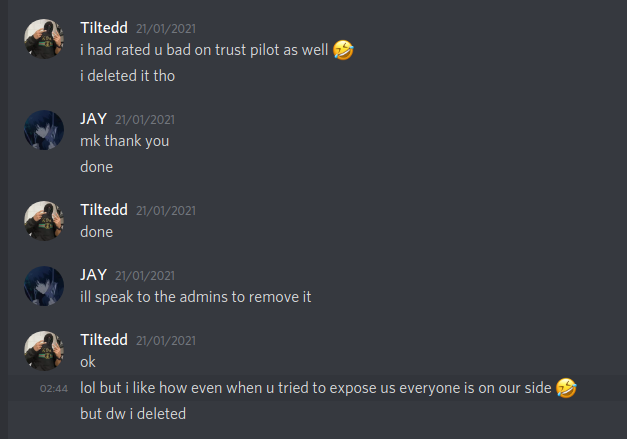 Tiltedd 21/01/2021
i had rated u bad on trust pilot as well 🤣
i deleted it tho
JAY 21/01/2021
mk thank you
done
Tiltedd 21/01/2021
done
JAY 21/01/2021
ill speak to the admins to remove it
Tiltedd 21/01/2021
ok
02:44 lol but i like how even when u tried to expose us everyone is on our side 🤣
but dw i deleted